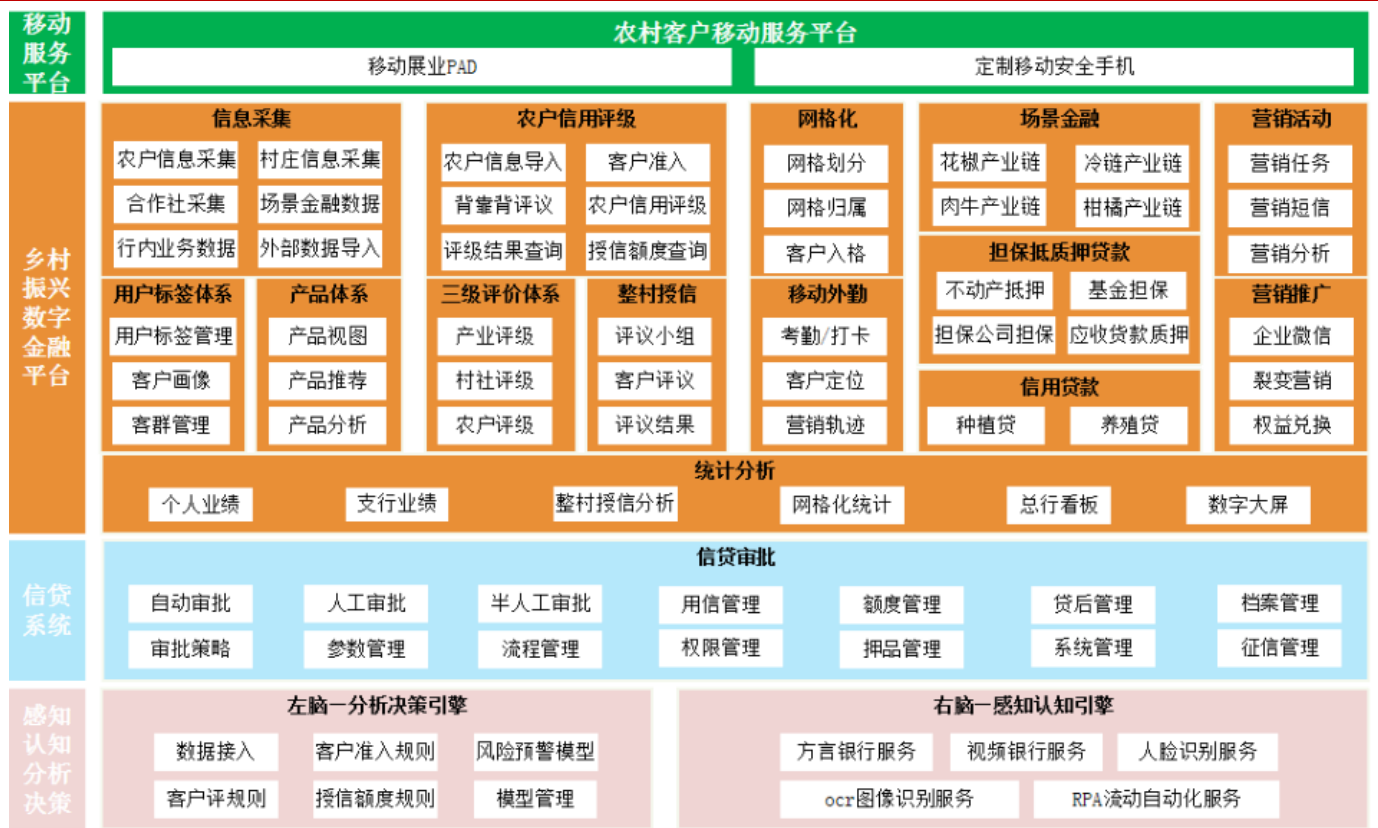 移动
服务
平台
农村客户移动服务平台
移动展业PAD
定制移动安全手机
乡村
振兴
数字
金融
平台
信息采集
农户信息采集
村庄信息采集
合作社采集
场景金融数据
行内业务数据
外部数据导入
农户信用评级
农户信息导入
客户准入
背靠背评议
农户信用评级
评级结果查询
授信额度查询
网格化
网格划分
网格归属
客户入格
场景金融
花椒产业链
冷链产业链
肉牛产业链
柑橘产业链
担保抵质押贷款
不动产抵押
基金担保
担保公司担保
应收货款质押
信用贷款
种植贷
养殖贷
营销活动
营销任务
营销短信
营销分析
用户标签体系
用户标签管理
客户画像
客群管理
产品体系
产品视图
产品推荐
产品分析
三级评价体系
产业评级
村社评级
农户评级
整村授信
评议小组
客户评议
评议结果
移动外勤
考勤/打卡
客户定位
营销轨迹
营销推广
企业微信
裂变营销
权益兑换
统计分析
个人业绩
支行业绩
整村授信分析
网格化统计
总行看板
数字大屏
信贷
系统
信贷审批
自动审批
人工审批
半人工审批
用信管理
额度管理
贷后管理
档案管理
审批策略
参数管理
流程管理
权限管理
押品管理
系统管理
征信管理
感知
认知
分析
决策
左脑一分析决策引擎
数据接入
客户准入规则
风险预警模型
客户评规则
授信额度规则
模型管理
右脑一感知认知引擎
方言银行服务
视频银行服务
人脸识别服务
ocr图像识别服务
RPA流动自动化服务